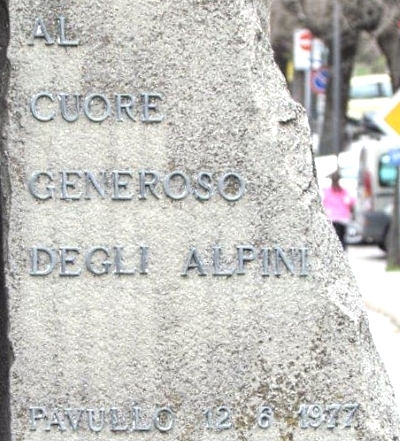 AL
CUORE
GENEROSO
DEGLI ALPINI
PAVULLO 12 6 1977